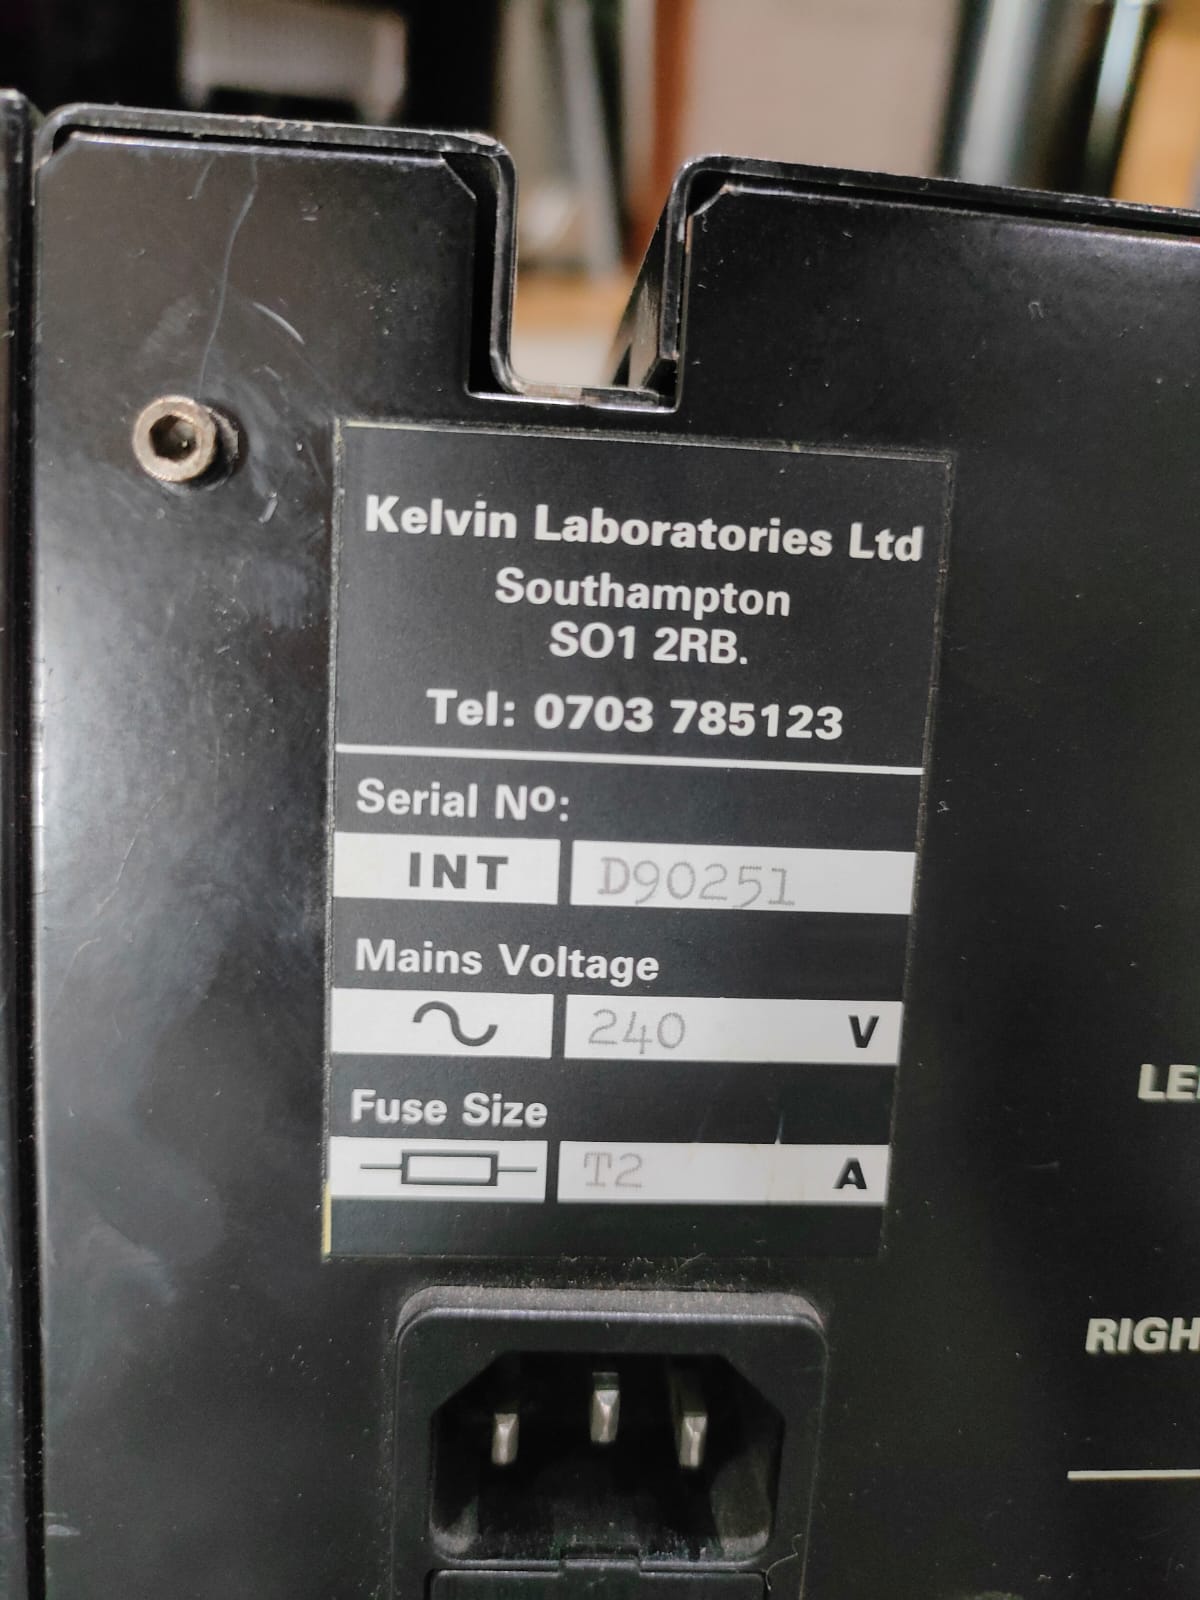 Kelvin Laboratories Ltd
Southampton
SO1 2RB.
Tel: 0703 785123
Serial Nº:
INT D90251
Mains Voltage
240 V
Fuse Size
T2 A